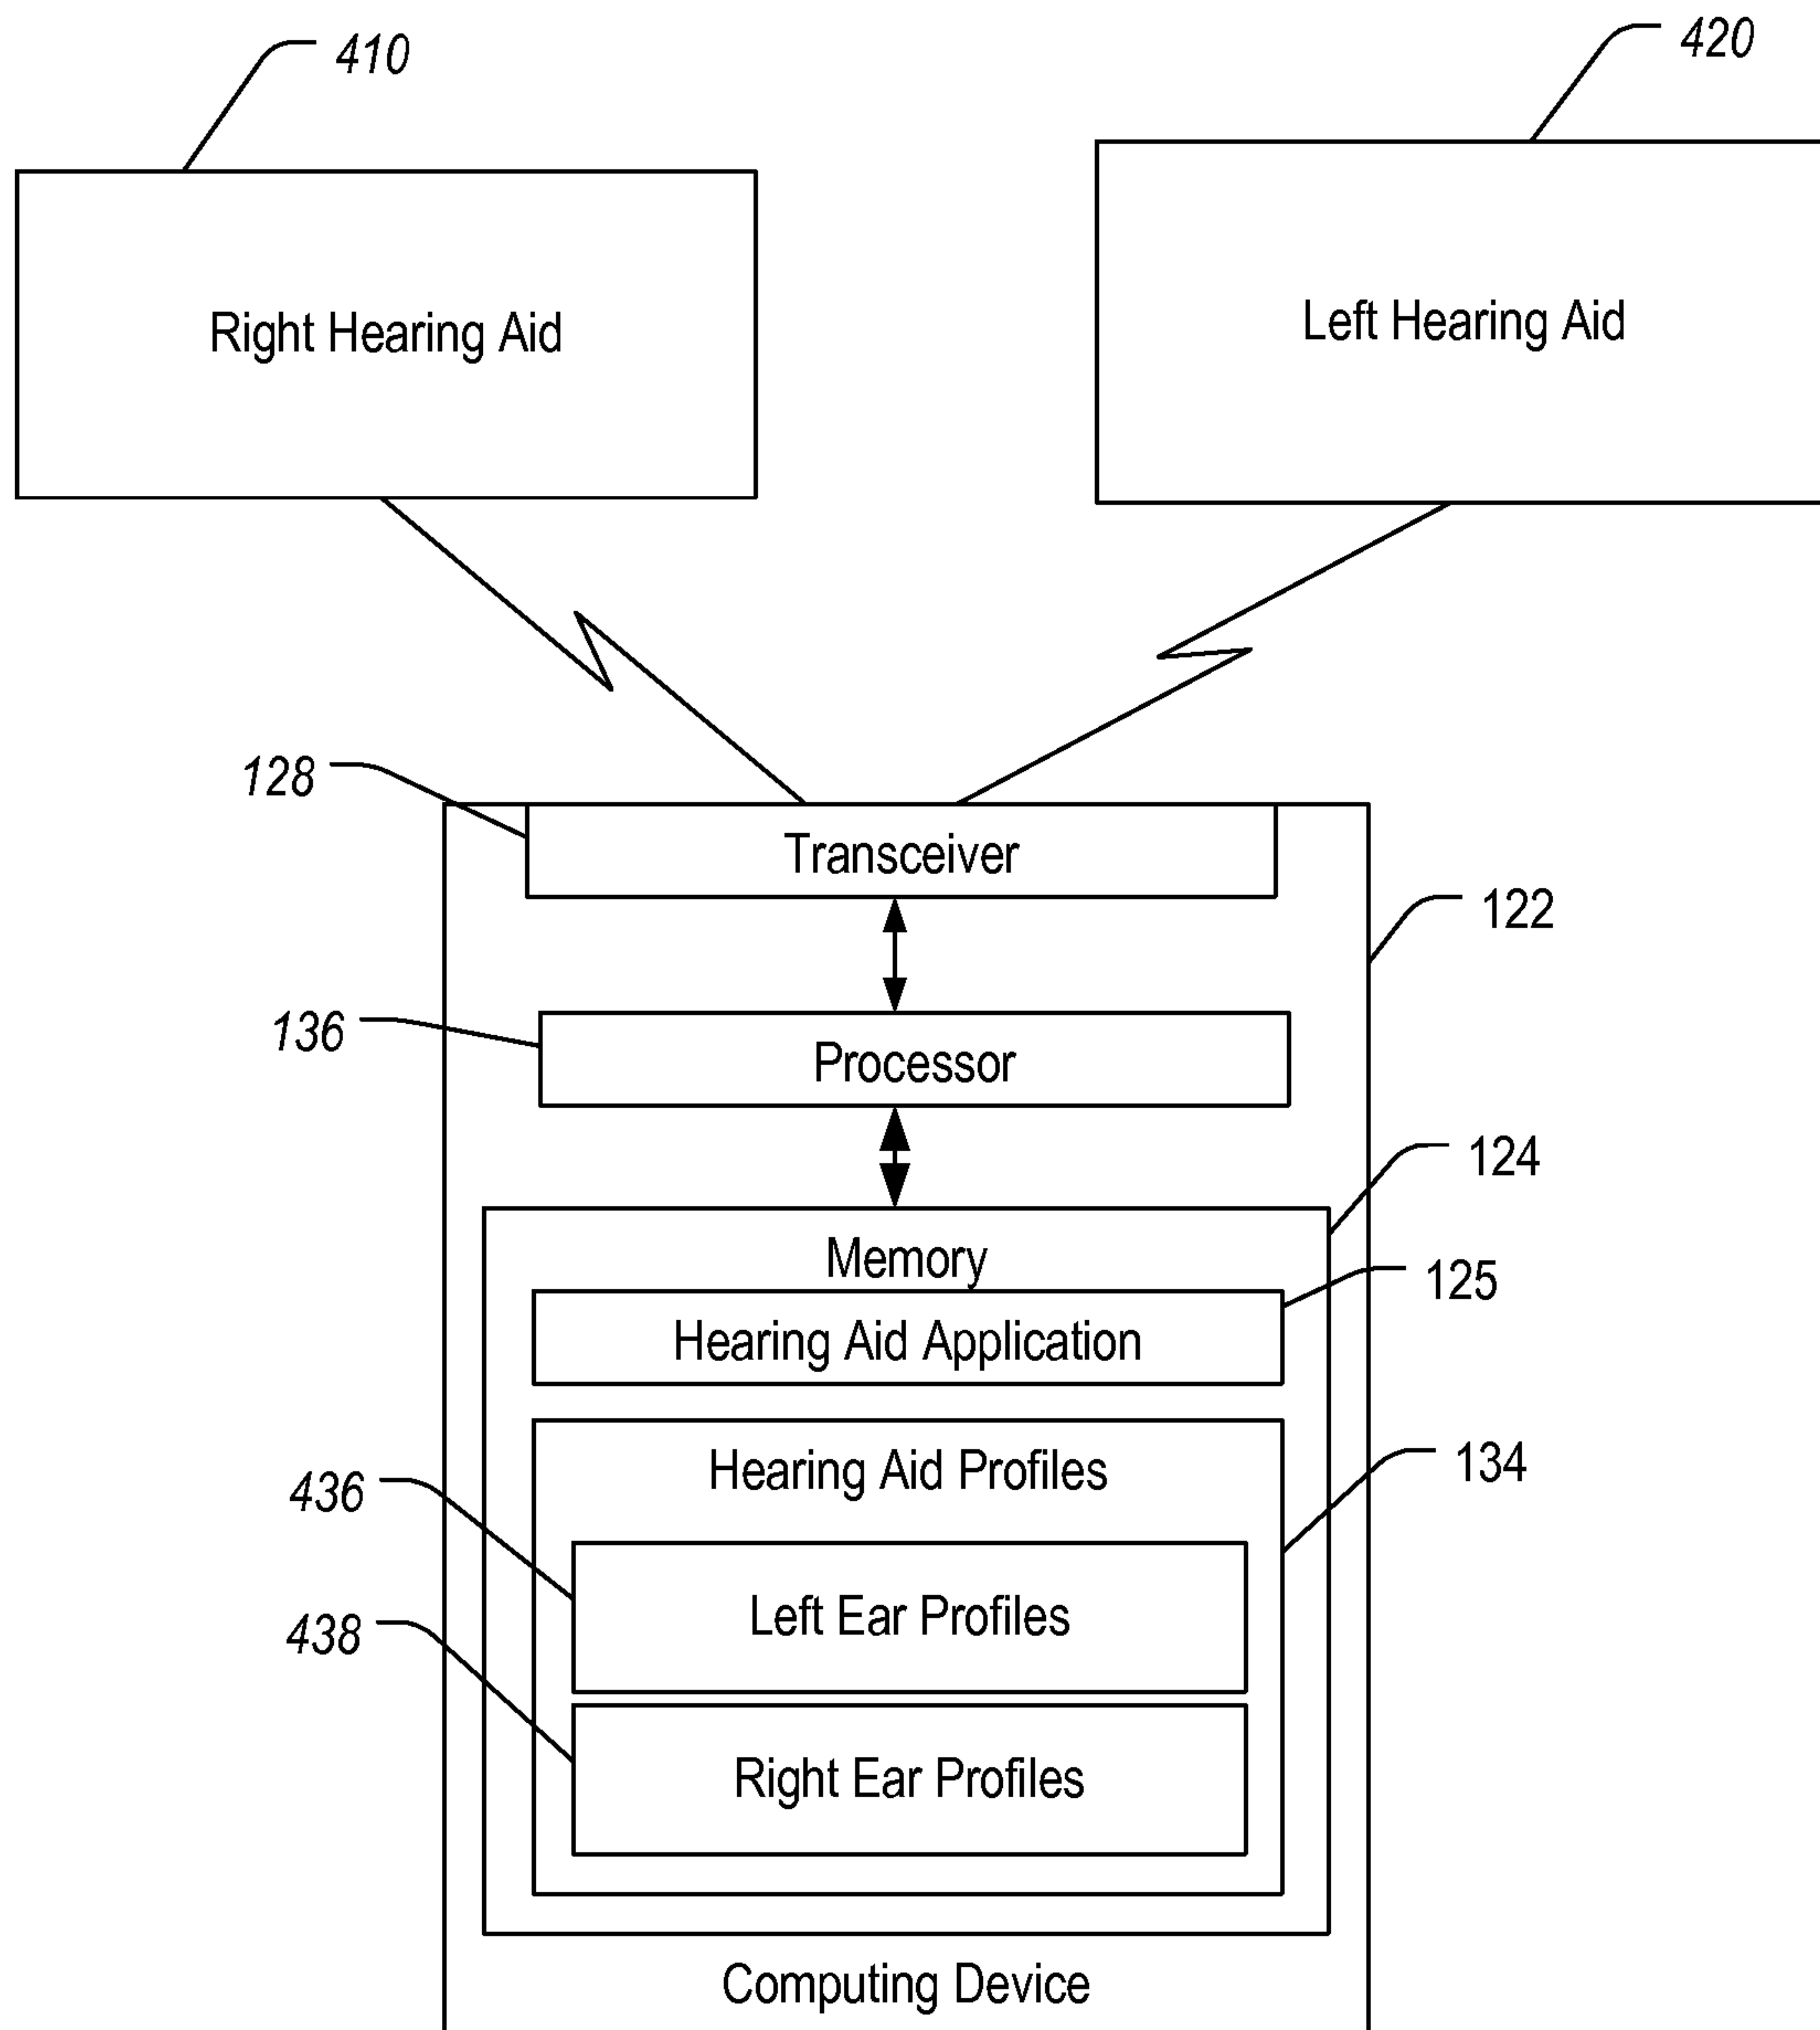 410
420
Right Hearing Aid
Left Hearing Aid
128
Transceiver
122
136
Processor
124
Memory
125
Hearing Aid Application
134
Hearing Aid Profiles
436
Left Ear Profiles
438
Right Ear Profiles
Computing Device